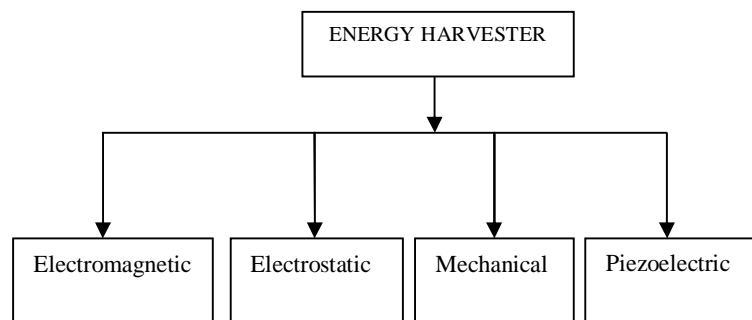 ENERGY HARVESTER
Electromagnetic
Electrostatic
Mechanical
Piezoelectric